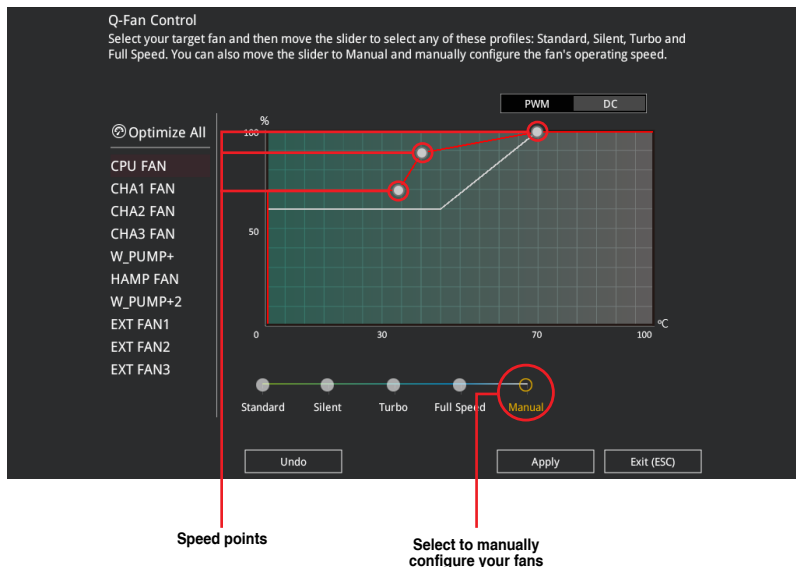 Q-Fan Control
Select your target fan and then move the slider to select any of these profiles: Standard, Silent, Turbo and
Full Speed. You can also move the slider to Manual and manually configure the fan's operating speed.
PWM DC
%
Optimize All
100
CPU FAN
CHA1 FAN
CHA2 FAN
CHA3 FAN
50
W_PUMP+
HAMP FAN
W_PUMP+2
EXT FAN1
EXT FAN2
EXT FAN3
0 30 70 100 ºC
Standard Silent Turbo Full Speed Manual
Undo Apply Exit (ESC)
Speed points
Select to manually
configure your fans